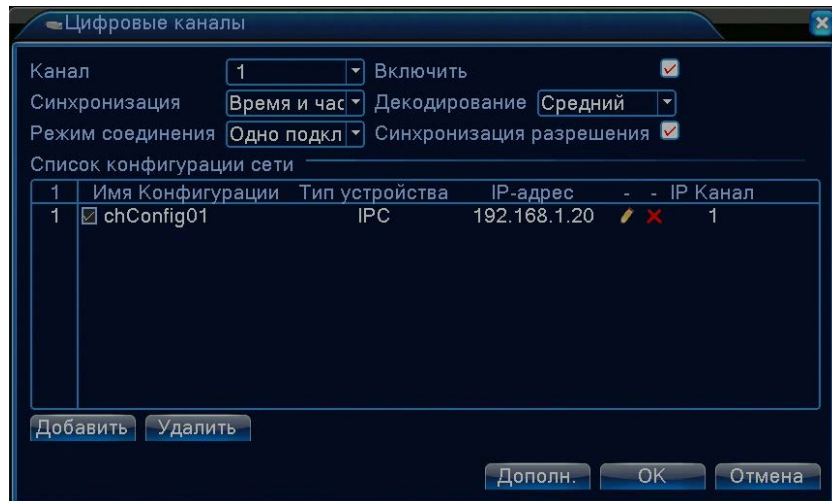 Цифровые каналы
Канал 1 Включить
Синхронизация Время и час Декодирование Средний
Режим соединения Одно подкл Синхронизация разрешения
Список конфигурации сети
1 Имя Конфигурации Тип устройства IP-адрес - - IP Канал
1 chConfig01 IPC 192.168.1.20 1
Добавить Удалить
Дополн. OK Отмена